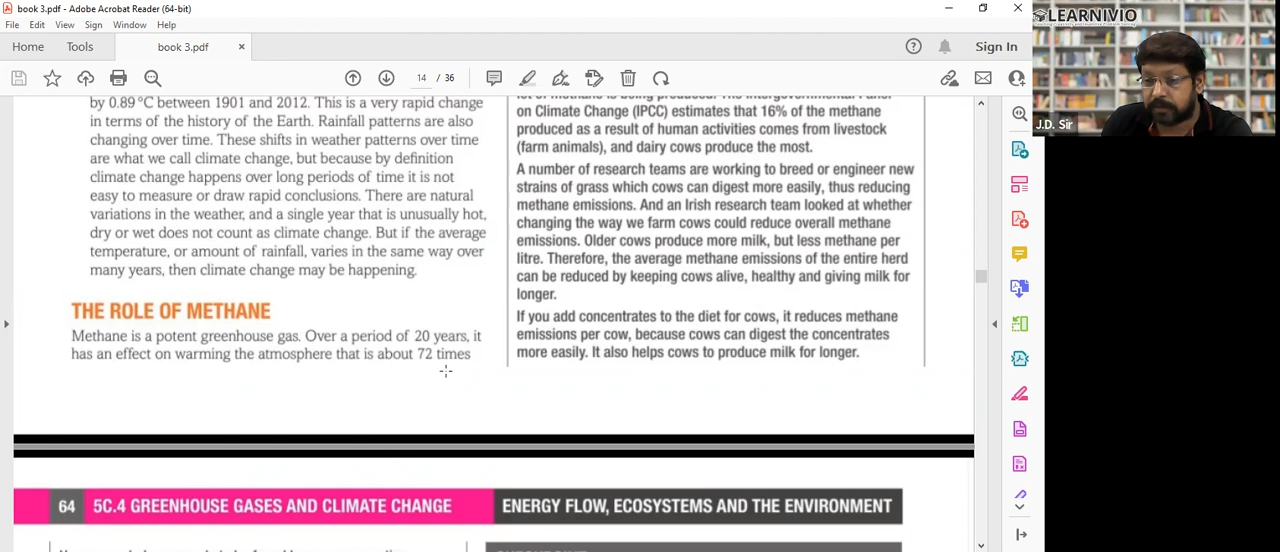 book 3.pdf - Adobe Acrobat Reader (64-bit)
File Edit View Sign Window Help
Home Tools book 3.pdf × Sign In
14 / 36
LEARNIVIO
J.D. Sir
by 0.89 °C between 1901 and 2012. This is a very rapid change
in terms of the history of the Earth. Rainfall patterns are also
changing over time. These shifts in weather patterns over time
are what we call climate change, but because by definition
climate change happens over long periods of time it is not
easy to measure or draw rapid conclusions. There are natural
variations in the weather, and a single year that is unusually hot,
dry or wet does not count as climate change. But if the average
temperature, or amount of rainfall, varies in the same way over
many years, then climate change may be happening.
THE ROLE OF METHANE
Methane is a potent greenhouse gas. Over a period of 20 years, it
has an effect on warming the atmosphere that is about 72 times
lot of methane is being produced. The Intergovernmental Panel
on Climate Change (IPCC) estimates that 16% of the methane
produced as a result of human activities comes from livestock
(farm animals), and dairy cows produce the most.
A number of research teams are working to breed or engineer new
strains of grass which cows can digest more easily, thus reducing
methane emissions. And an Irish research team looked at whether
changing the way we farm cows could reduce overall methane
emissions. Older cows produce more milk, but less methane per
litre. Therefore, the average methane emissions of the entire herd
can be reduced by keeping cows alive, healthy and giving milk for
longer.
If you add concentrates to the diet for cows, it reduces methane
emissions per cow, because cows can digest the concentrates
more easily. It also helps cows to produce milk for longer.
64 5C.4 GREENHOUSE GASES AND CLIMATE CHANGE
ENERGY FLOW, ECOSYSTEMS AND THE ENVIRONMENT